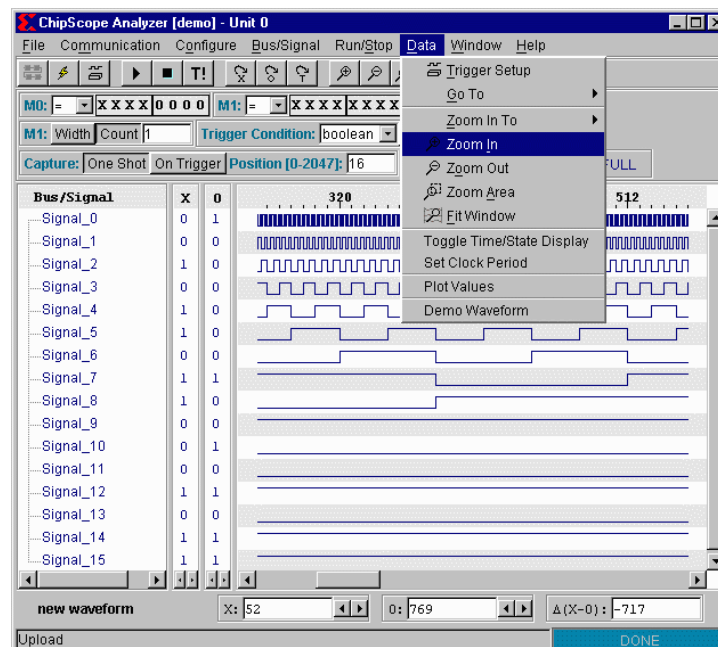 ChipScope Analyzer [demo] - Unit 0
File Communication Configure Bus/Signal Run/Stop Data Window Help
T! X O T
M0: = X X X X 0 0 0 0 M1: = X X X X X X X X
M1: Width Count 1 Trigger Condition: boolean
Capture: One Shot On Trigger Position [0-2047]: 16 FULL
Trigger Setup
Go To
Zoom In To
Zoom In
Zoom Out
Zoom Area
Fit Window
Toggle Time/State Display
Set Clock Period
Plot Values
Demo Waveform
Bus/Signal X O 320 512
Signal_0 0 1
Signal_1 0 0
Signal_2 1 0
Signal_3 0 0
Signal_4 1 0
Signal_5 1 0
Signal_6 0 0
Signal_7 1 1
Signal_8 1 0
Signal_9 0 0
Signal_10 0 1
Signal_11 0 0
Signal_12 1 1
Signal_13 0 0
Signal_14 1 1
Signal_15 1 1
new waveform X: 52 O: 769 Δ(X-O): -717
Upload DONE